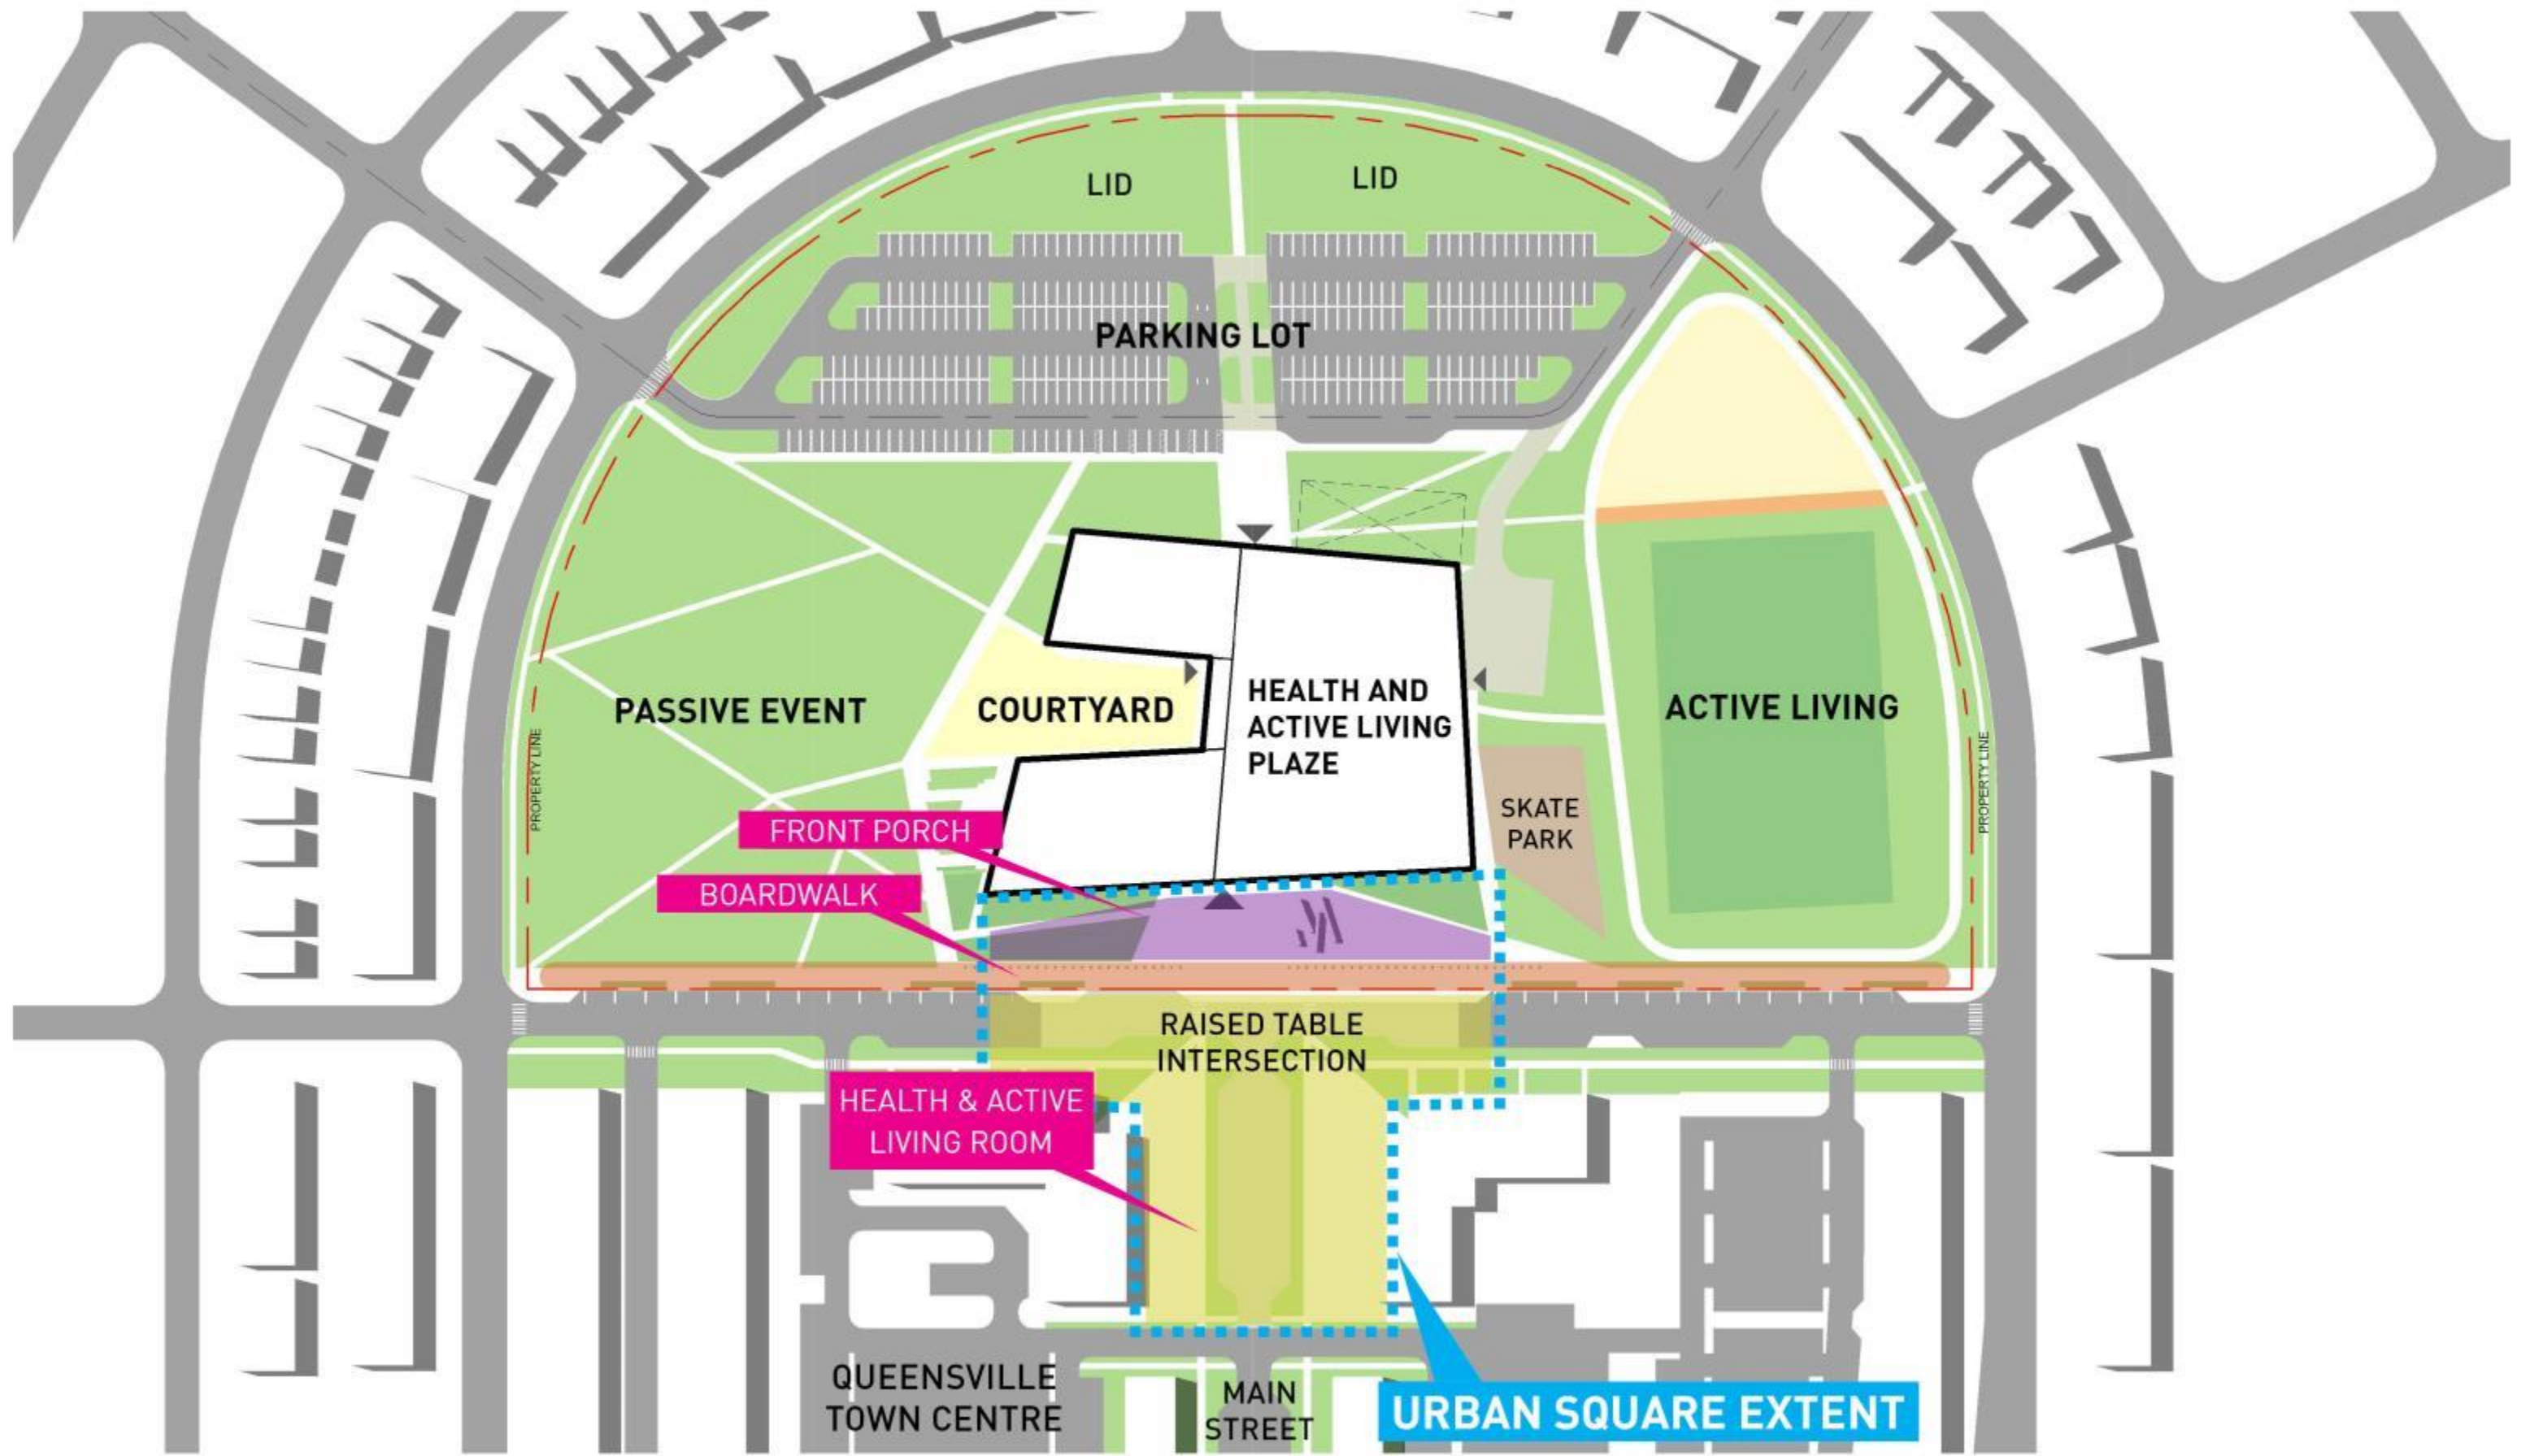 LID
LID
PARKING LOT
PASSIVE EVENT
COURTYARD
HEALTH AND
ACTIVE LIVING
PLAZE
ACTIVE LIVING
PROPERTY LINE
PROPERTY LINE
SKATE
PARK
FRONT PORCH
BOARDWALK
RAISED TABLE
INTERSECTION
HEALTH & ACTIVE
LIVING ROOM
QUEENSVILLE
TOWN CENTRE
MAIN
STREET
URBAN SQUARE EXTENT